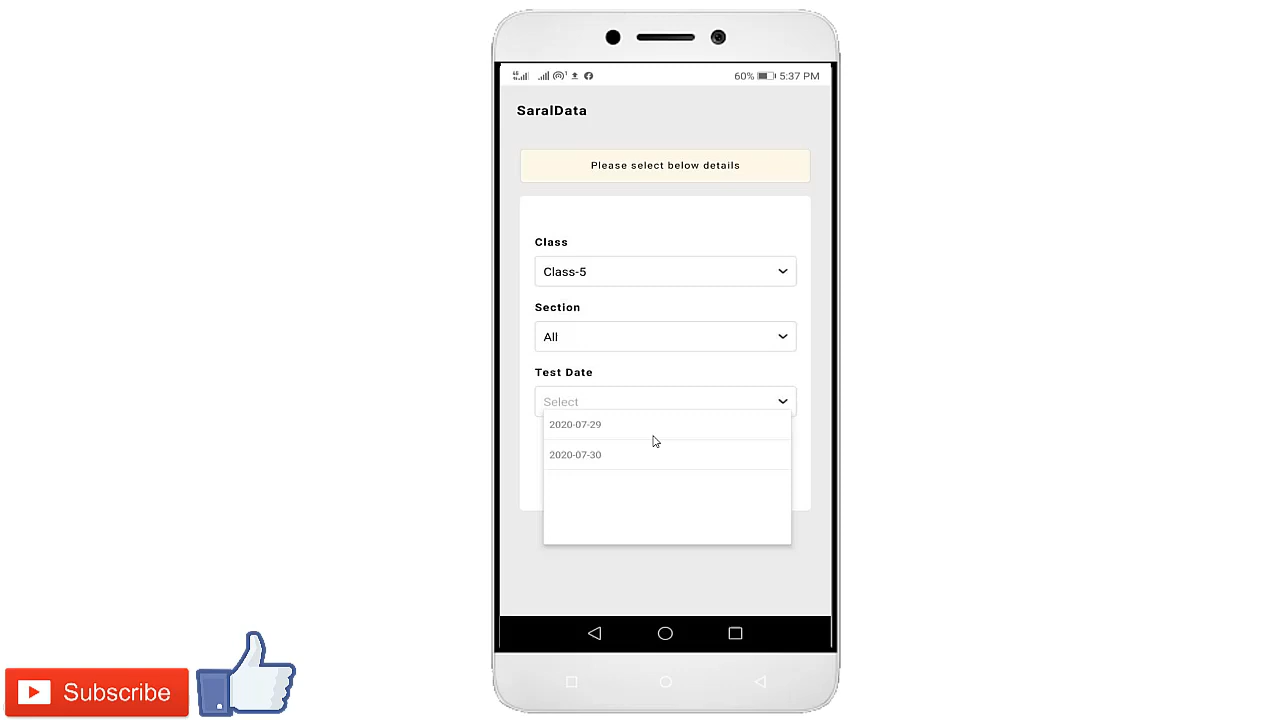 60% 5:37 PM
SaralData
Please select below details
Class
Class-5
Section
All
Test Date
Select
2020-07-29
2020-07-30
Subscribe